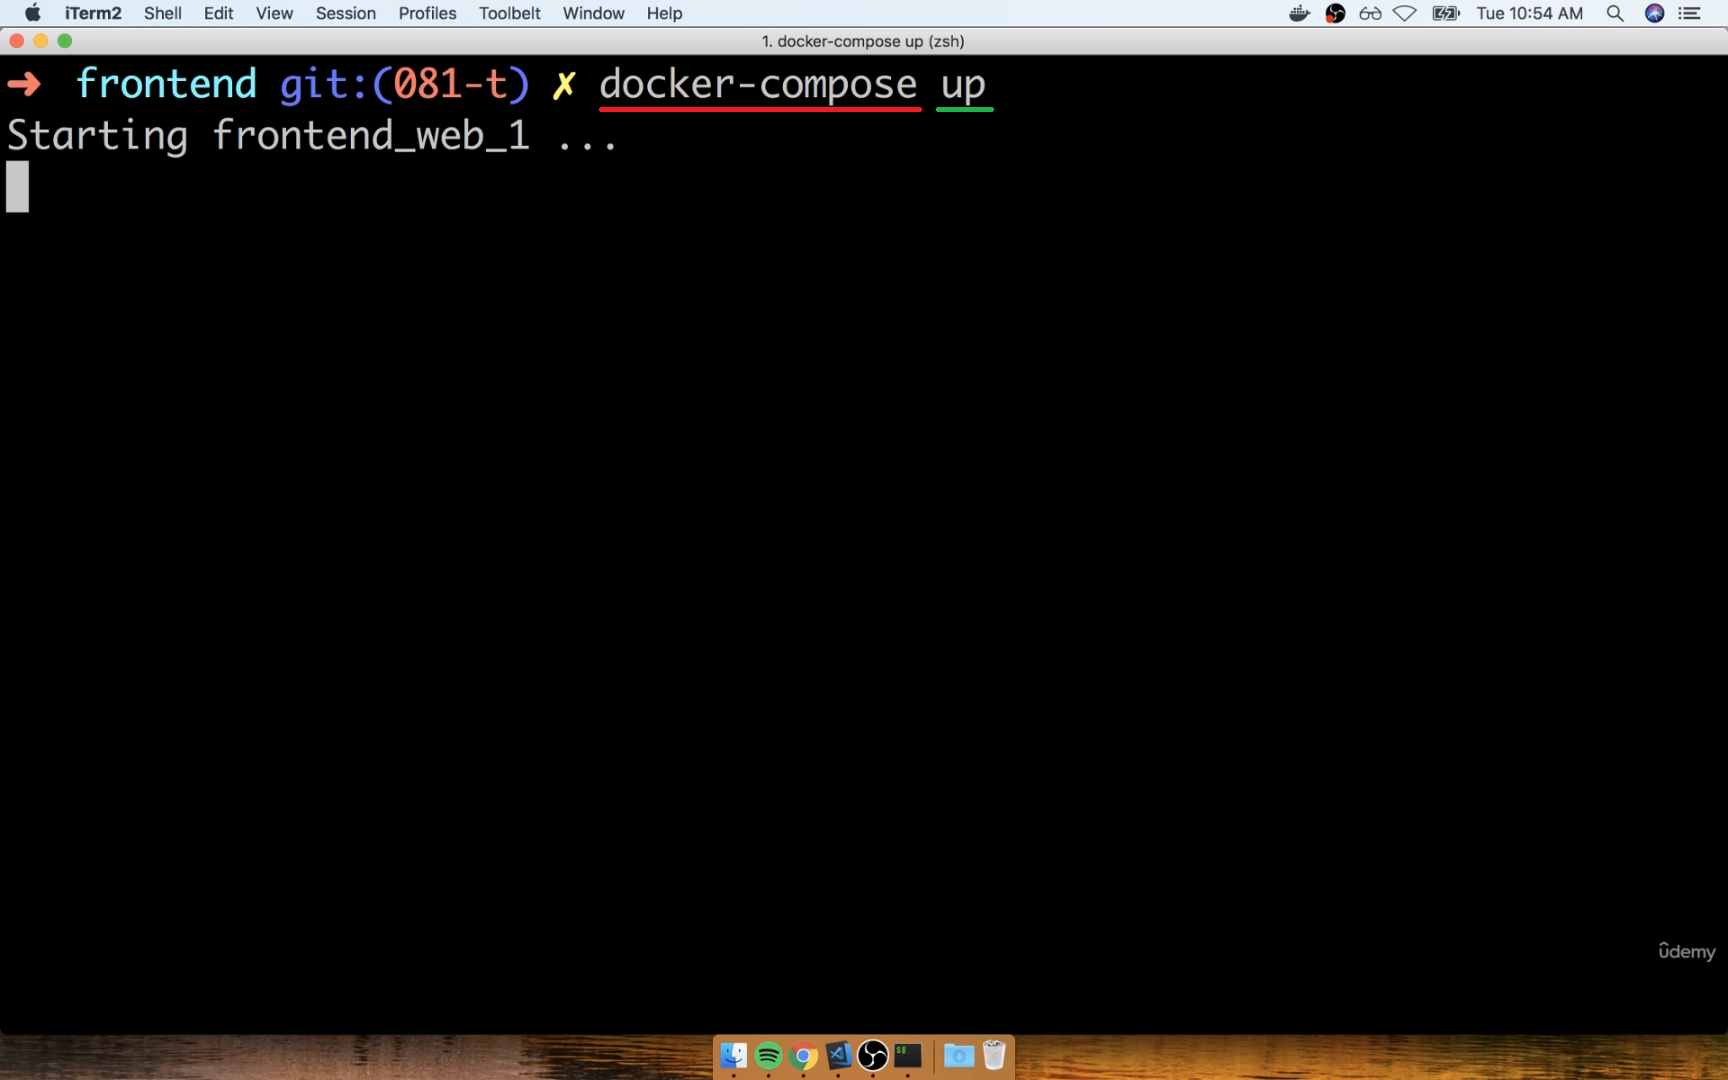 iTerm2 Shell Edit View Session Profiles Toolbelt Window Help Tue 10:54 AM
1. docker-compose up (zsh)
➜ frontend git:(081-t) ✗ docker-compose up
Starting frontend_web_1 ...
ûdemy